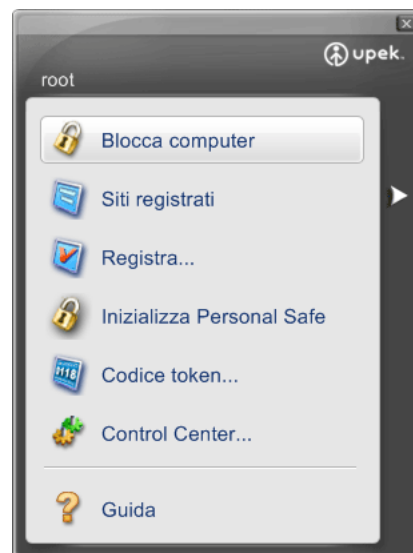 upek.
root
Blocca computer
Siti registrati
Registra...
Inizializza Personal Safe
Codice token...
Control Center...
Guida